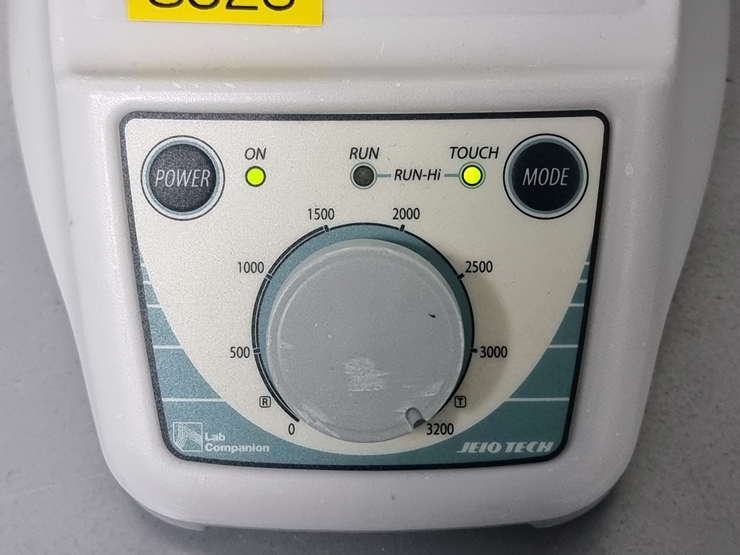 POWER
ON
RUN
RUN-Hi
TOUCH
MODE
1500
2000
1000
2500
500
3000
R
T
0
3200
Lab
Companion
JEIO TECH